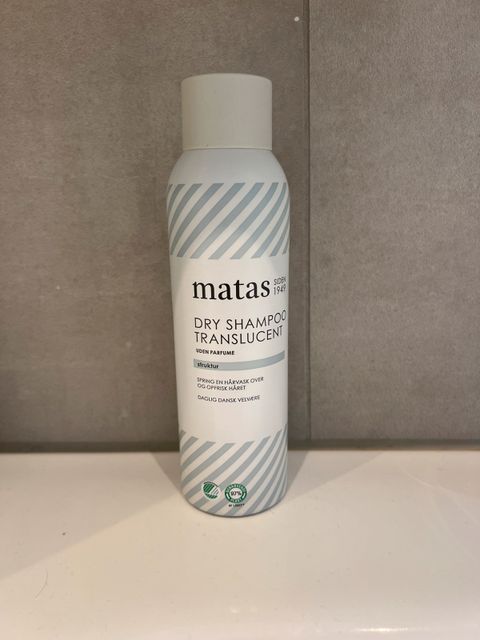 matas SIDEN
1949
DRY SHAMPOO
TRANSLUCENT
UDEN PARFUME
struktur
SPRING EN HÅRVASK OVER
OG OPFRISK HÅRET
DAGLIG DANSK VELVÆRE
97%